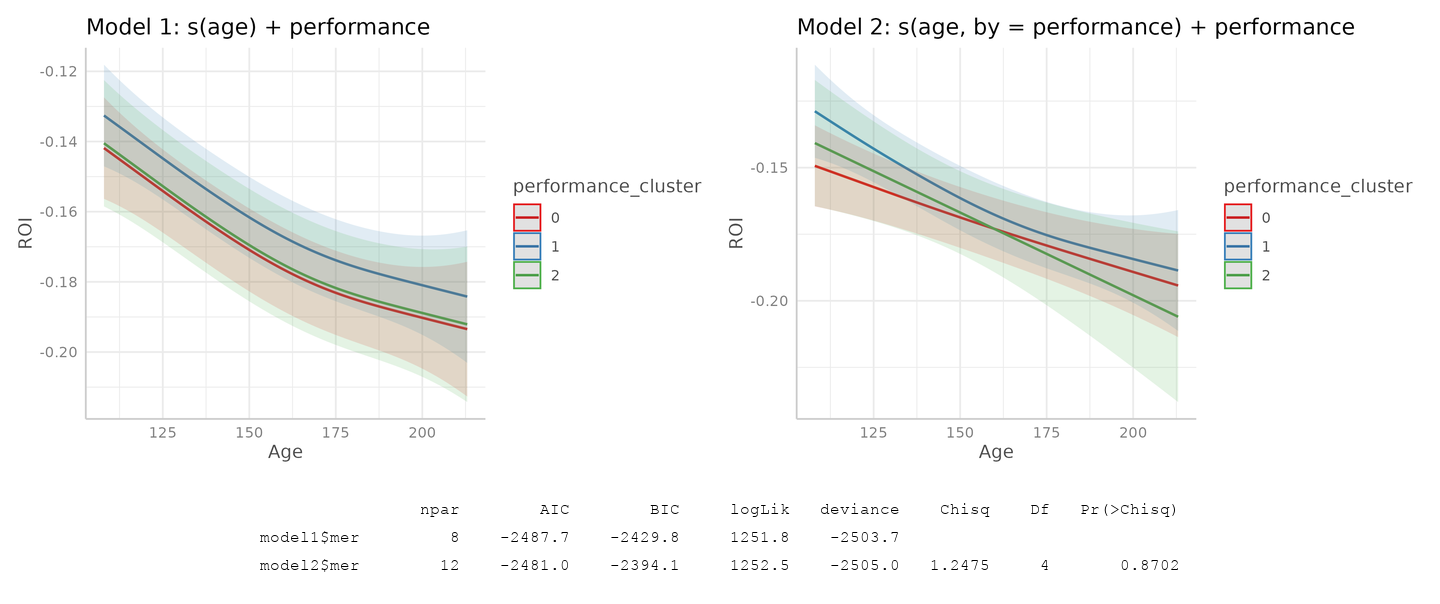 Model 1: s(age) + performance
-0.12
-0.14
-0.16
-0.18
-0.20
ROI
125 150 175 200
Age
performance_cluster
0
1
2
Model 2: s(age, by = performance) + performance
-0.15
-0.20
ROI
125 150 175 200
Age
performance_cluster
0
1
2
npar AIC BIC logLik deviance Chisq Df Pr(>Chisq)
model1$mer 8 -2487.7 -2429.8 1251.8 -2503.7
model2$mer 12 -2481.0 -2394.1 1252.5 -2505.0 1.2475 4 0.8702